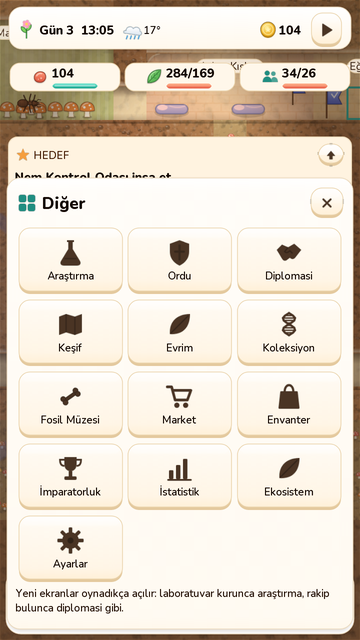 Gün 3 13:05 17° 104
104 284/169 34/26
HEDEF
Nem Kontrol Odası inşa et
Diğer
Araştırma Ordu Diplomasi
Keşif Evrim Koleksiyon
Fosil Müzesi Market Envanter
İmparatorluk İstatistik Ekosistem
Ayarlar
Yeni ekranlar oynadıkça açılır: laboratuvar kurunca araştırma, rakip
bulunca diplomasi gibi.